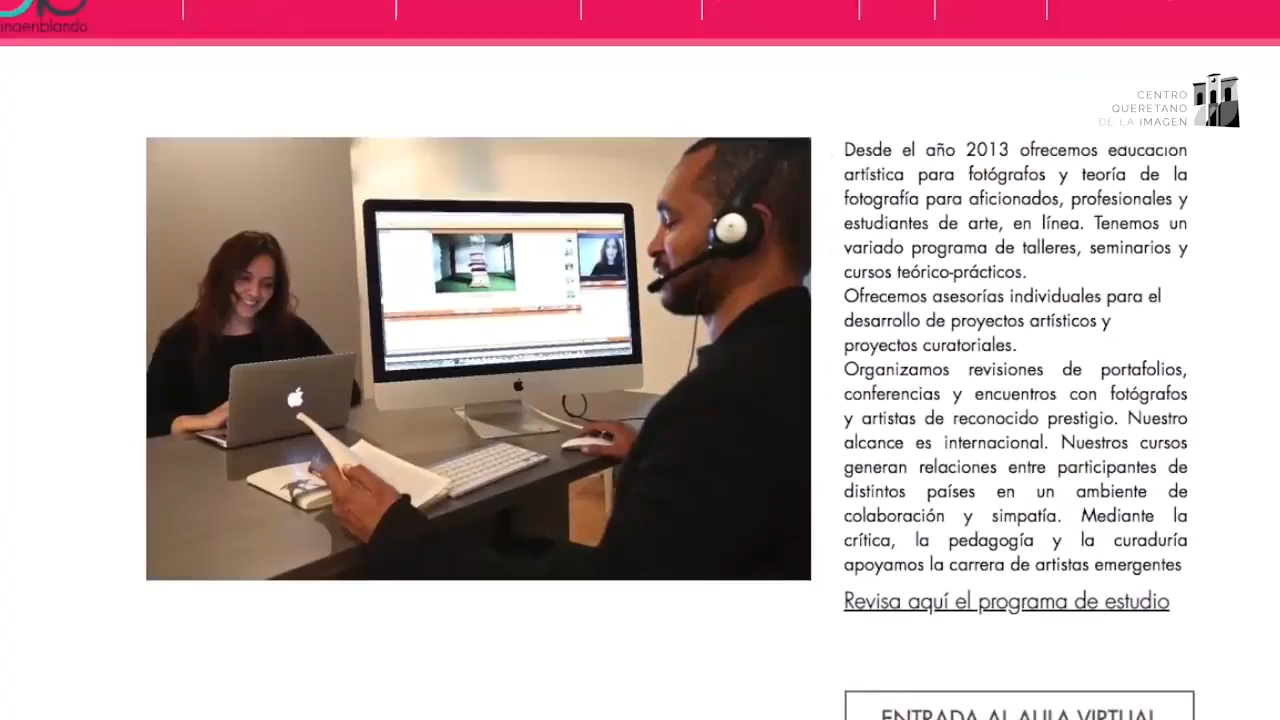 inaenblando
CENTRO
QUERETANO
DE LA IMAGEN
Desde el año 2013 ofrecemos educación
artística para fotógrafos y teoría de la
fotografía para aficionados, profesionales y
estudiantes de arte, en línea. Tenemos un
variado programa de talleres, seminarios y
cursos teórico-prácticos.
Ofrecemos asesorías individuales para el
desarrollo de proyectos artísticos y
proyectos curatoriales.
Organizamos revisiones de portafolios,
conferencias y encuentros con fotógrafos
y artistas de reconocido prestigio. Nuestro
alcance es internacional. Nuestros cursos
generan relaciones entre participantes de
distintos países en un ambiente de
colaboración y simpatía. Mediante la
crítica, la pedagogía y la curaduría
apoyamos la carrera de artistas emergentes
Revisa aquí el programa de estudio
ENTRADA AL AULA VIRTUAL